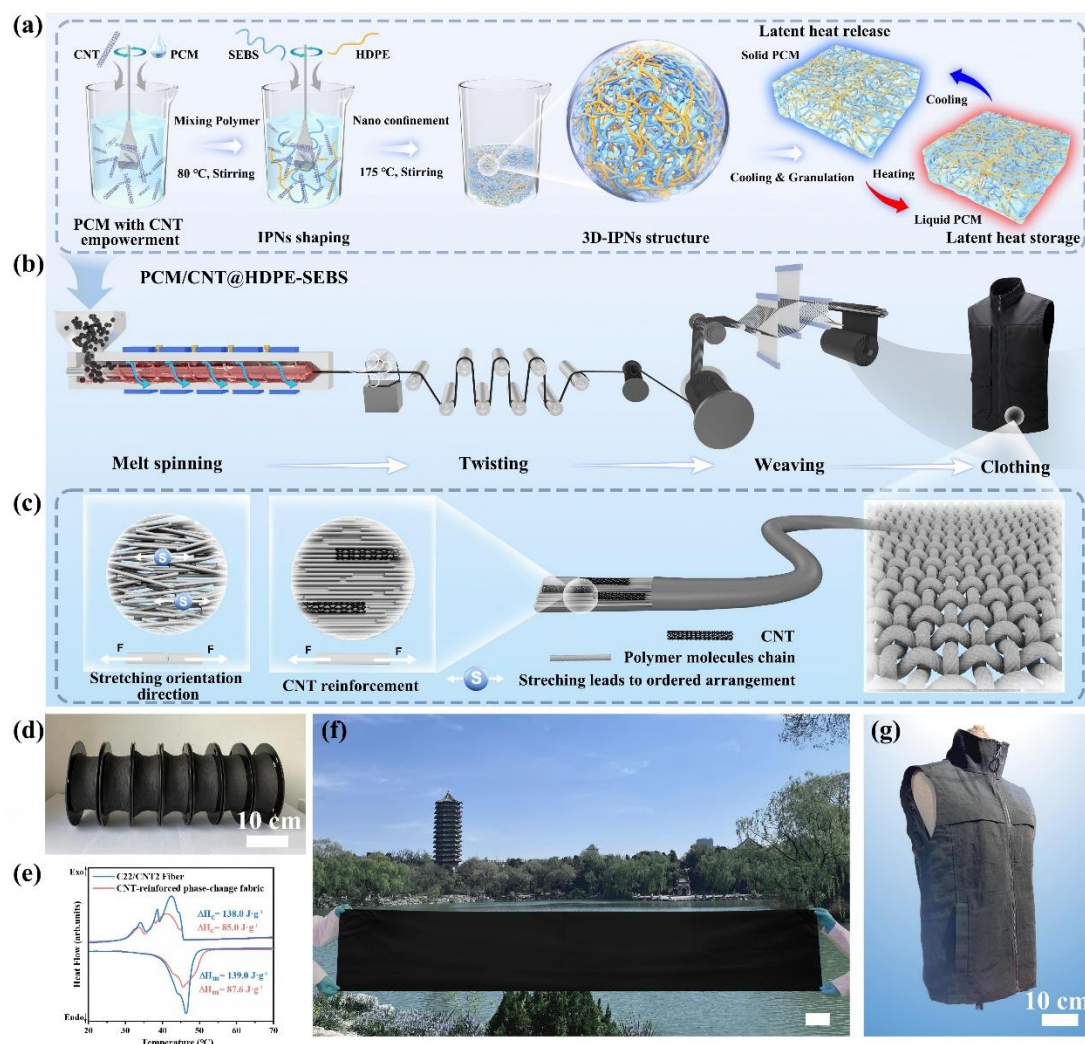 (a)
CNT
PCM
SEBS
HDPE
Mixing Polymer
80 °C, Stirring
Nano confinement
175 °C, Stirring
PCM with CNT
empowerment
IPNs shaping
3D-IPNs structure
Cooling & Granulation
Latent heat release
Solid PCM
Cooling
Heating
Liquid PCM
Latent heat storage
(b)
PCM/CNT@HDPE-SEBS
Melt spinning
Twisting
Weaving
Clothing
(c)
S
S
F
F
Stretching orientation
direction
F
F
CNT reinforcement
CNT
Polymer molecules chain
S
Streching leads to ordered arrangement
(d)
10 cm
(e)
Exo
C22/CNT2 Fiber
CNT-reinforced phase-change fabric
ΔHc= 138.0 J·g-1
ΔHc= 85.0 J·g-1
ΔHm= 139.0 J·g-1
ΔHm= 87.6 J·g-1
Heat Flow (arb.units)
Endo
20 30 40 50 60 70
Temperature (°C)
(f)
(g)
10 cm